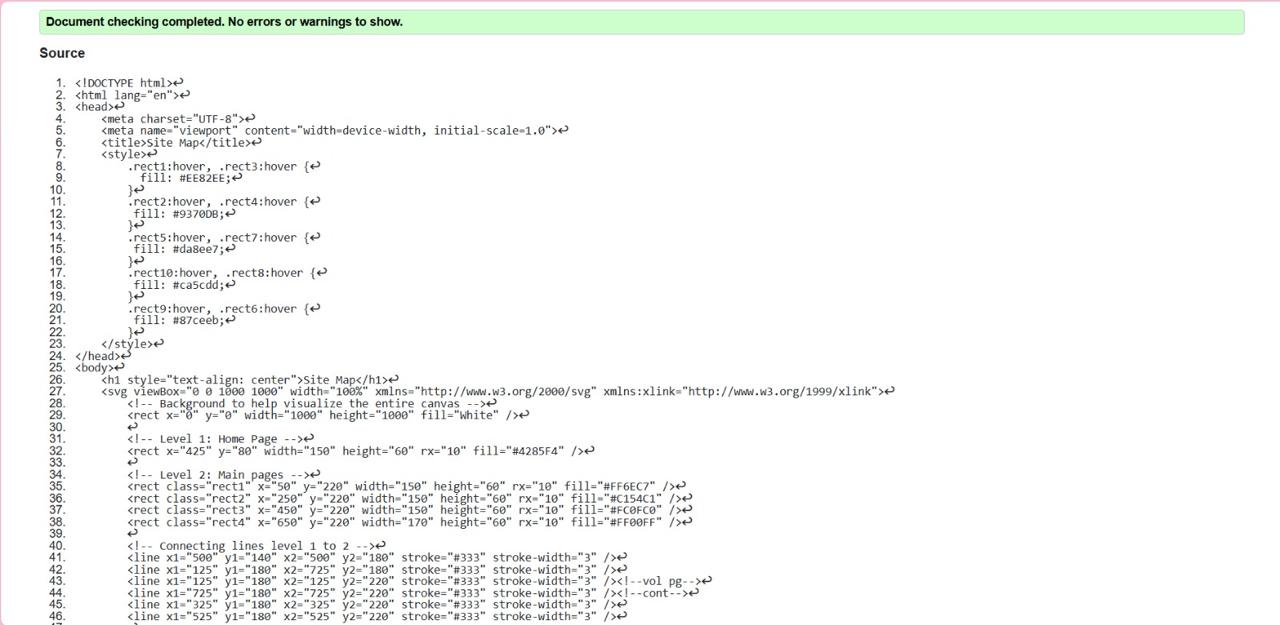 Document checking completed. No errors or warnings to show.
Source
1. <!DOCTYPE html>↩
2. <html lang="en">↩
3. <head>↩
4.     <meta charset="UTF-8">↩
5.     <meta name="viewport" content="width=device-width, initial-scale=1.0">↩
6.     <title>Site Map</title>↩
7.     <style>↩
8.         .rect1:hover, .rect3:hover {↩
9.           fill: #EE82EE;↩
10.         }↩
11.         .rect2:hover, .rect4:hover {↩
12.          fill: #9370DB;↩
13.         }↩
14.         .rect5:hover, .rect7:hover {↩
15.          fill: #da8ee7;↩
16.         }↩
17.         .rect10:hover, .rect8:hover {↩
18.          fill: #ca5cdd;↩
19.         }↩
20.         .rect9:hover, .rect6:hover {↩
21.          fill: #87ceeb;↩
22.         }↩
23.     </style>↩
24. </head>↩
25. <body>↩
26.     <h1 style="text-align: center">Site Map</h1>↩
27.     <svg viewBox="0 0 1000 1000" width="100%" xmlns="http://www.w3.org/2000/svg" xmlns:xlink="http://www.w3.org/1999/xlink">↩
28.         <!-- Background to help visualize the entire canvas -->↩
29.         <rect x="0" y="0" width="1000" height="1000" fill="White" />↩
30.         ↩
31.         <!-- Level 1: Home Page -->↩
32.         <rect x="425" y="80" width="150" height="60" rx="10" fill="#4285F4" />↩
33.         ↩
34.         <!-- Level 2: Main pages -->↩
35.         <rect class="rect1" x="50" y="220" width="150" height="60" rx="10" fill="#FF6EC7" />↩
36.         <rect class="rect2" x="250" y="220" width="150" height="60" rx="10" fill="#C154C1" />↩
37.         <rect class="rect3" x="450" y="220" width="150" height="60" rx="10" fill="#FC0FC0" />↩
38.         <rect class="rect4" x="650" y="220" width="170" height="60" rx="10" fill="#FF00FF" />↩
39.         ↩
40.         <!-- Connecting lines level 1 to 2 -->↩
41.         <line x1="500" y1="140" x2="500" y2="180" stroke="#333" stroke-width="3" />↩
42.         <line x1="125" y1="180" x2="725" y2="180" stroke="#333" stroke-width="3" />↩
43.         <line x1="125" y1="180" x2="125" y2="220" stroke="#333" stroke-width="3" /><!--vol pg-->↩
44.         <line x1="725" y1="180" x2="725" y2="220" stroke="#333" stroke-width="3" /><!--cont-->↩
45.         <line x1="325" y1="180" x2="325" y2="220" stroke="#333" stroke-width="3" />↩
46.         <line x1="525" y1="180" x2="525" y2="220" stroke="#333" stroke-width="3" />↩